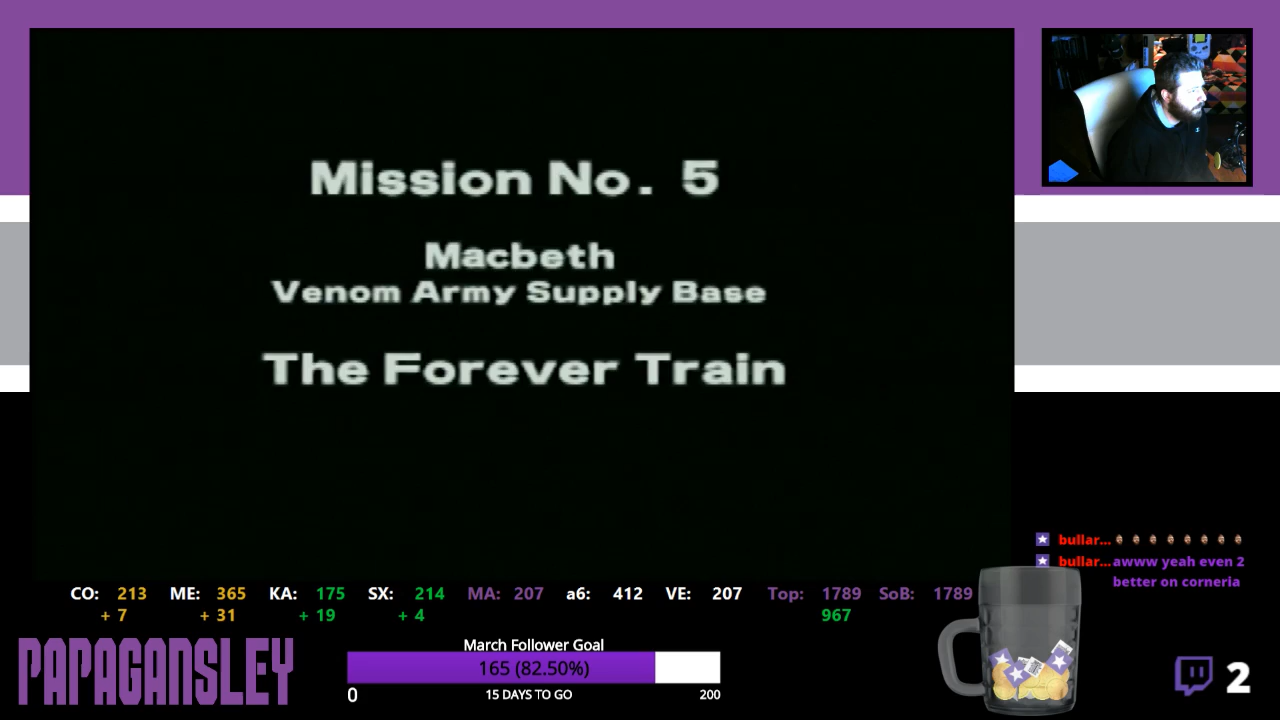 Mission No. 5
Macbeth
Venom Army Supply Base
The Forever Train
bullar...
bullar... awww yeah even 2
better on corneria
CO: 213 ME: 365 KA: 175 SX: 214 MA: 207 a6: 412 VE: 207 Top: 1789 SoB: 1789
+ 7 + 31 + 19 + 4 967
PAPAGANSLEY
March Follower Goal
165 (82.50%)
0 15 DAYS TO GO 200
2